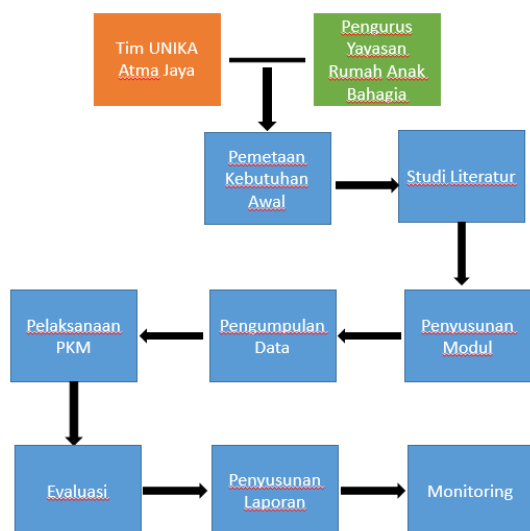 Tim UNIKA
Atma Jaya
Pengurus
Yayasan
Rumah Anak
Bahagia
Pemetaan
Kebutuhan
Awal
Studi Literatur
Penyusunan
Modul
Pengumpulan
Data
Pelaksanaan
PKM
Evaluasi
Penyusunan
Laporan
Monitoring